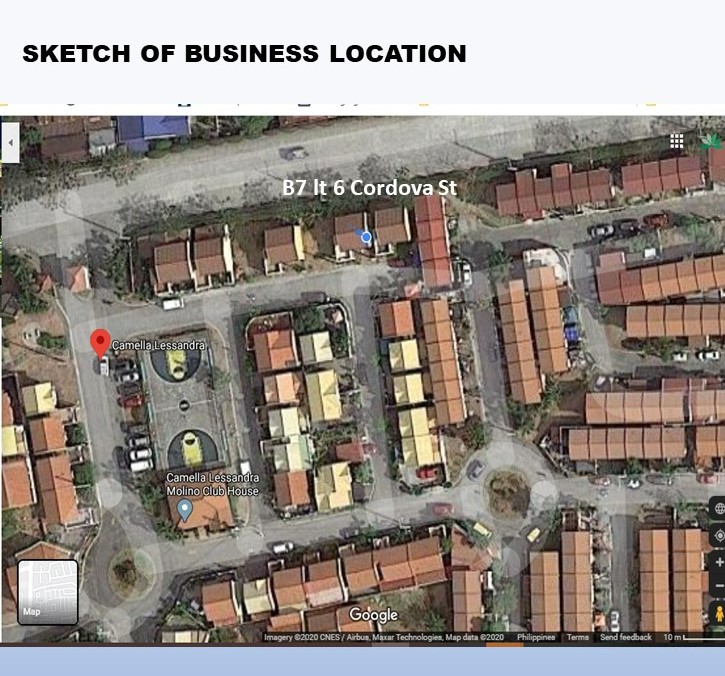 SKETCH OF BUSINESS LOCATION
B7 lt 6 Cordova St
Camella Lessandra
Camella Lessandra
Molino Club House
Map
Google
Imagery ©2020 CNES / Airbus, Maxar Technologies, Map data ©2020 Philippines Terms Send feedback 10 m